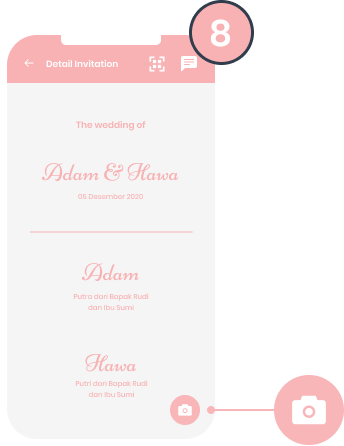 8
Detail Invitation
The wedding of
Adam & Hawa
05 Desember 2020
Adam
Putra dari Bapak Rudi
dan Ibu Sumi
Hawa
Putri dari Bapak Rudi
dan Ibu Sumi